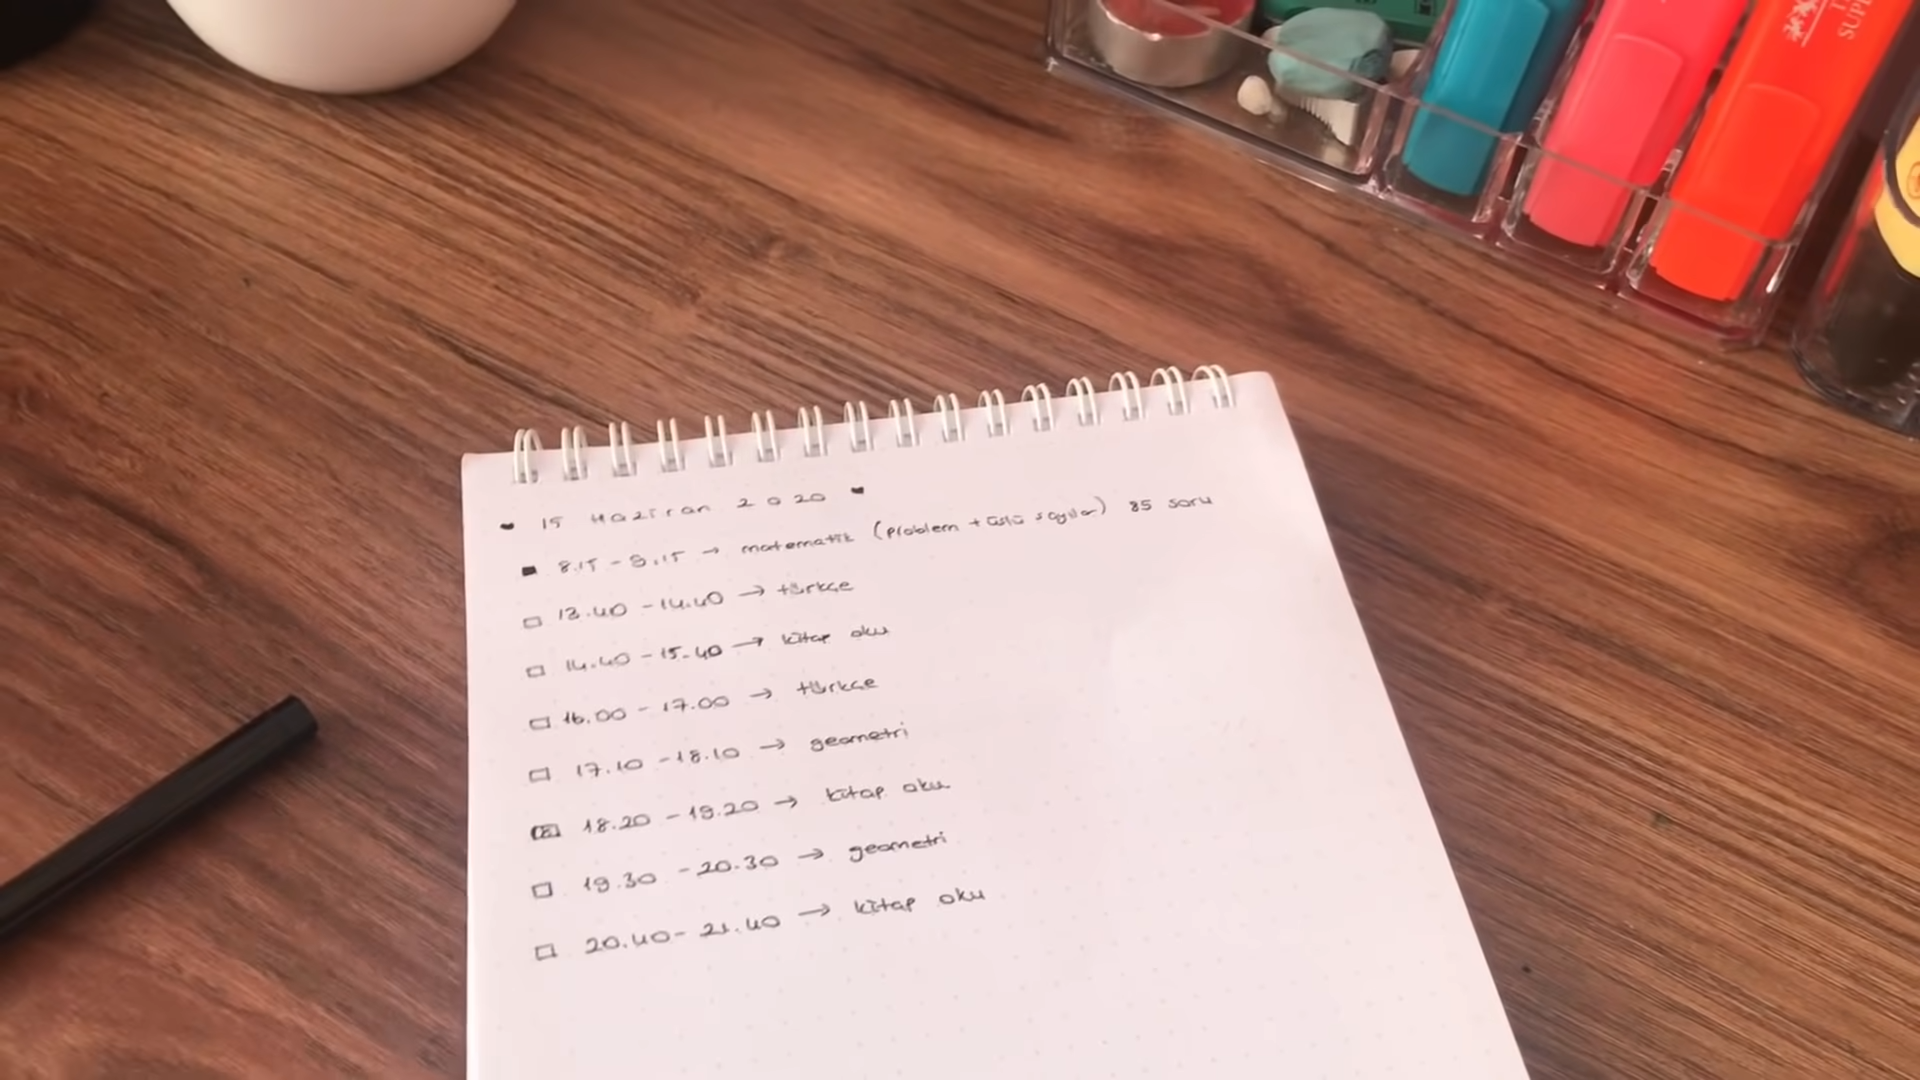 15 Haziran 2020
8.15 - 9.15 → matematik (problem + üslü sayılar) 85 soru
13.40 - 14.40 → türkçe
14.40 - 15.40 → kitap oku
16.00 - 17.00 → türkçe
17.10 - 18.10 → geometri
18.20 - 19.20 → kitap oku
19.30 - 20.30 → geometri
20.40 - 21.40 → kitap oku